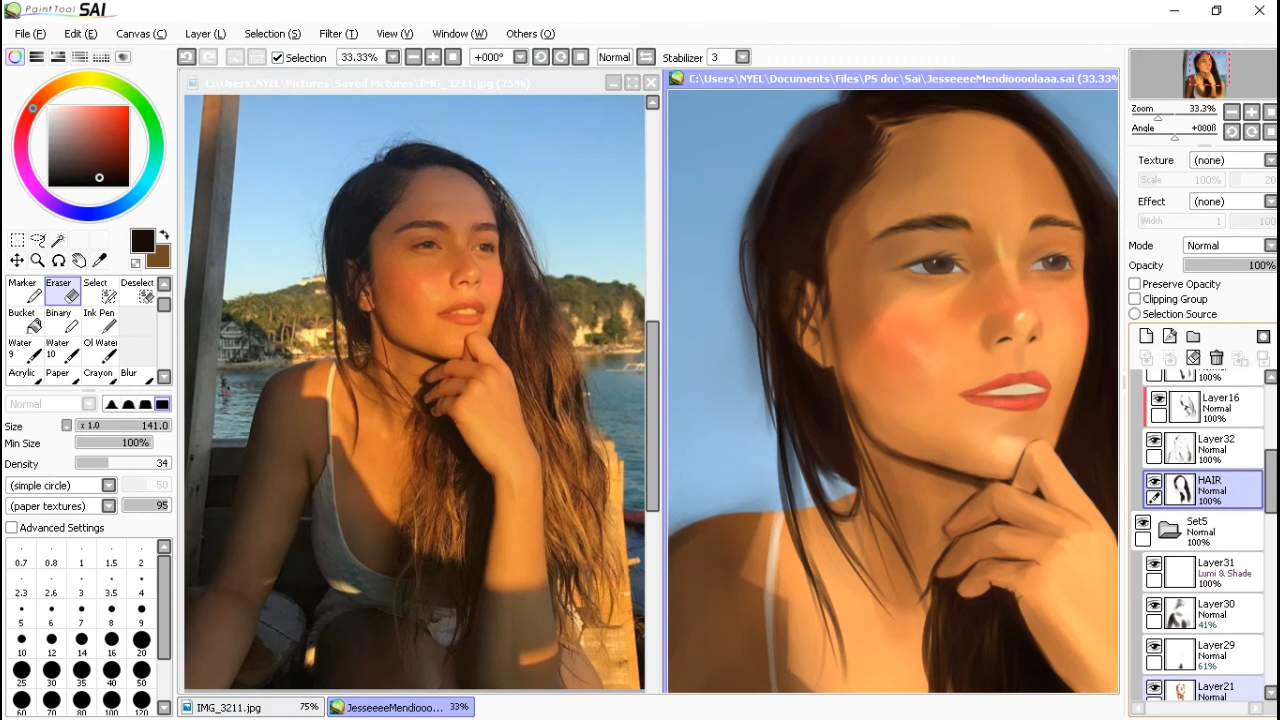 PaintTool SAI
File (F) Edit (E) Canvas (C) Layer (L) Selection (S) Filter (T) View (V) Window (W) Others (O)
Selection 33.33% +000° Normal Stabilizer 3
C:\Users\NYEL\Pictures\Saved Pictures\IMG_3211.jpg (75%)
C:\Users\NYEL\Documents\Files\PS doc\Sai\JesseeeeMendioooolaaa.sai (33.33%
Zoom 33.3%
Angle +000ß
Texture (none)
Scale 100% 20
Effect (none)
Width 1 100
Mode Normal
Opacity 100%
Preserve Opacity
Clipping Group
Selection Source
Marker Eraser Select Deselect
Bucket Binary Ink Pen
Water 9 Water 10 Oil Water
Acrylic Paper Crayon Blur
Normal
Size x 1.0 141.0
Min Size 100%
Density 34
(simple circle) 50
(paper textures) 95
Advanced Settings
0.7 0.8 1 1.5 2
2.3 2.6 3 3.5 4
5 6 7 8 9
10 12 14 16 20
25 30 35 40 50
60 70 80 100 120
100%
Layer16
Normal
100%
Layer32
Normal
100%
HAIR
Normal
100%
Set5
Normal
100%
Layer31
Lumi & Shade
100%
Layer30
Normal
41%
Layer29
Normal
61%
Layer21
Normal
IMG_3211.jpg 75% JesseeeeMendiooo... 33%